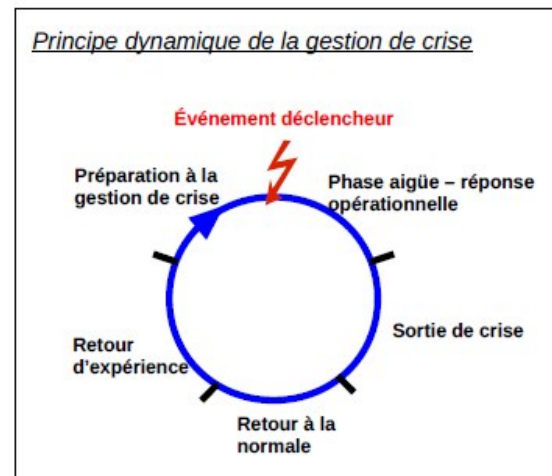 Principe dynamique de la gestion de crise
Événement déclencheur
Préparation à la
gestion de crise
Phase aigüe – réponse
opérationnelle
Sortie de crise
Retour à la
normale
Retour
d'expérience